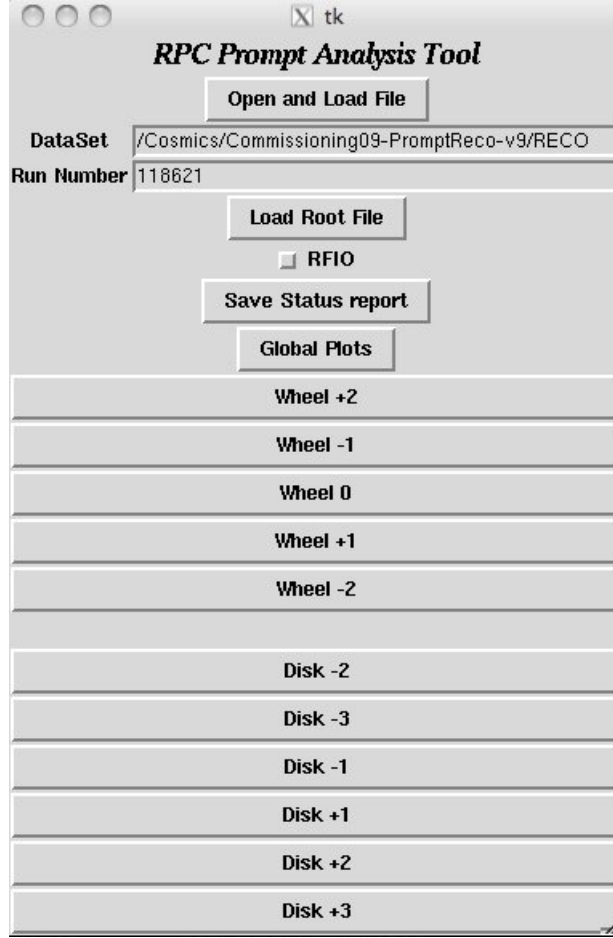 tk
RPC Prompt Analysis Tool
Open and Load File
DataSet /Cosmics/Commissioning09-PromptReco-v9/RECO
Run Number 118621
Load Root File
RFIO
Save Status report
Global Plots
Wheel +2
Wheel -1
Wheel 0
Wheel +1
Wheel -2
Disk -2
Disk -3
Disk -1
Disk +1
Disk +2
Disk +3